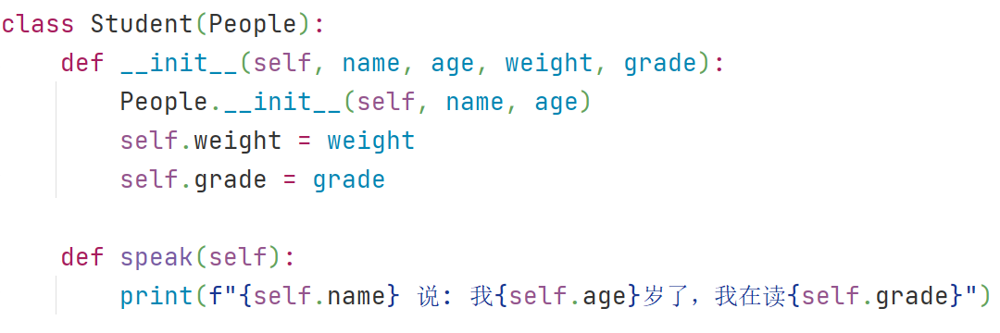 class Student(People):
    def __init__(self, name, age, weight, grade):
        People.__init__(self, name, age)
        self.weight = weight
        self.grade = grade

    def speak(self):
        print(f"{self.name} 说: 我{self.age}岁了，我在读{self.grade}")